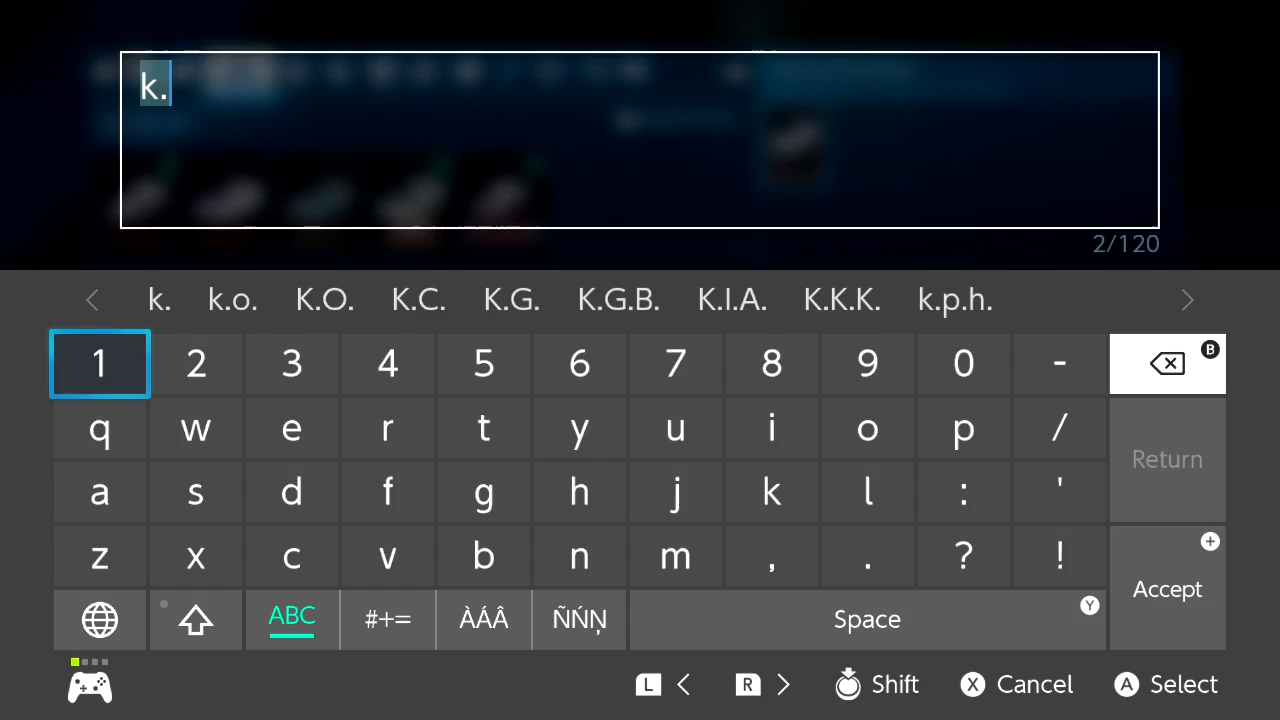 k.
2/120
k. k.o. K.O. K.C. K.G. K.G.B. K.I.A. K.K.K. k.p.h.
1 2 3 4 5 6 7 8 9 0 - B
q w e r t y u i o p / Return
a s d f g h j k l : '
z x c v b n m , . ? ! + Accept
ABC #+= ÀÁÂ ÑŃŅ Space Y
L R Shift X Cancel A Select